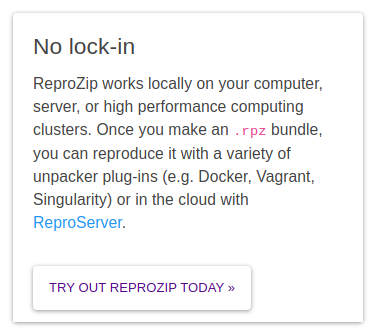 No lock-in
ReproZip works locally on your computer,
server, or high performance computing
clusters. Once you make an .rpz bundle,
you can reproduce it with a variety of
unpacker plug-ins (e.g. Docker, Vagrant,
Singularity) or in the cloud with
ReproServer.
TRY OUT REPROZIP TODAY »